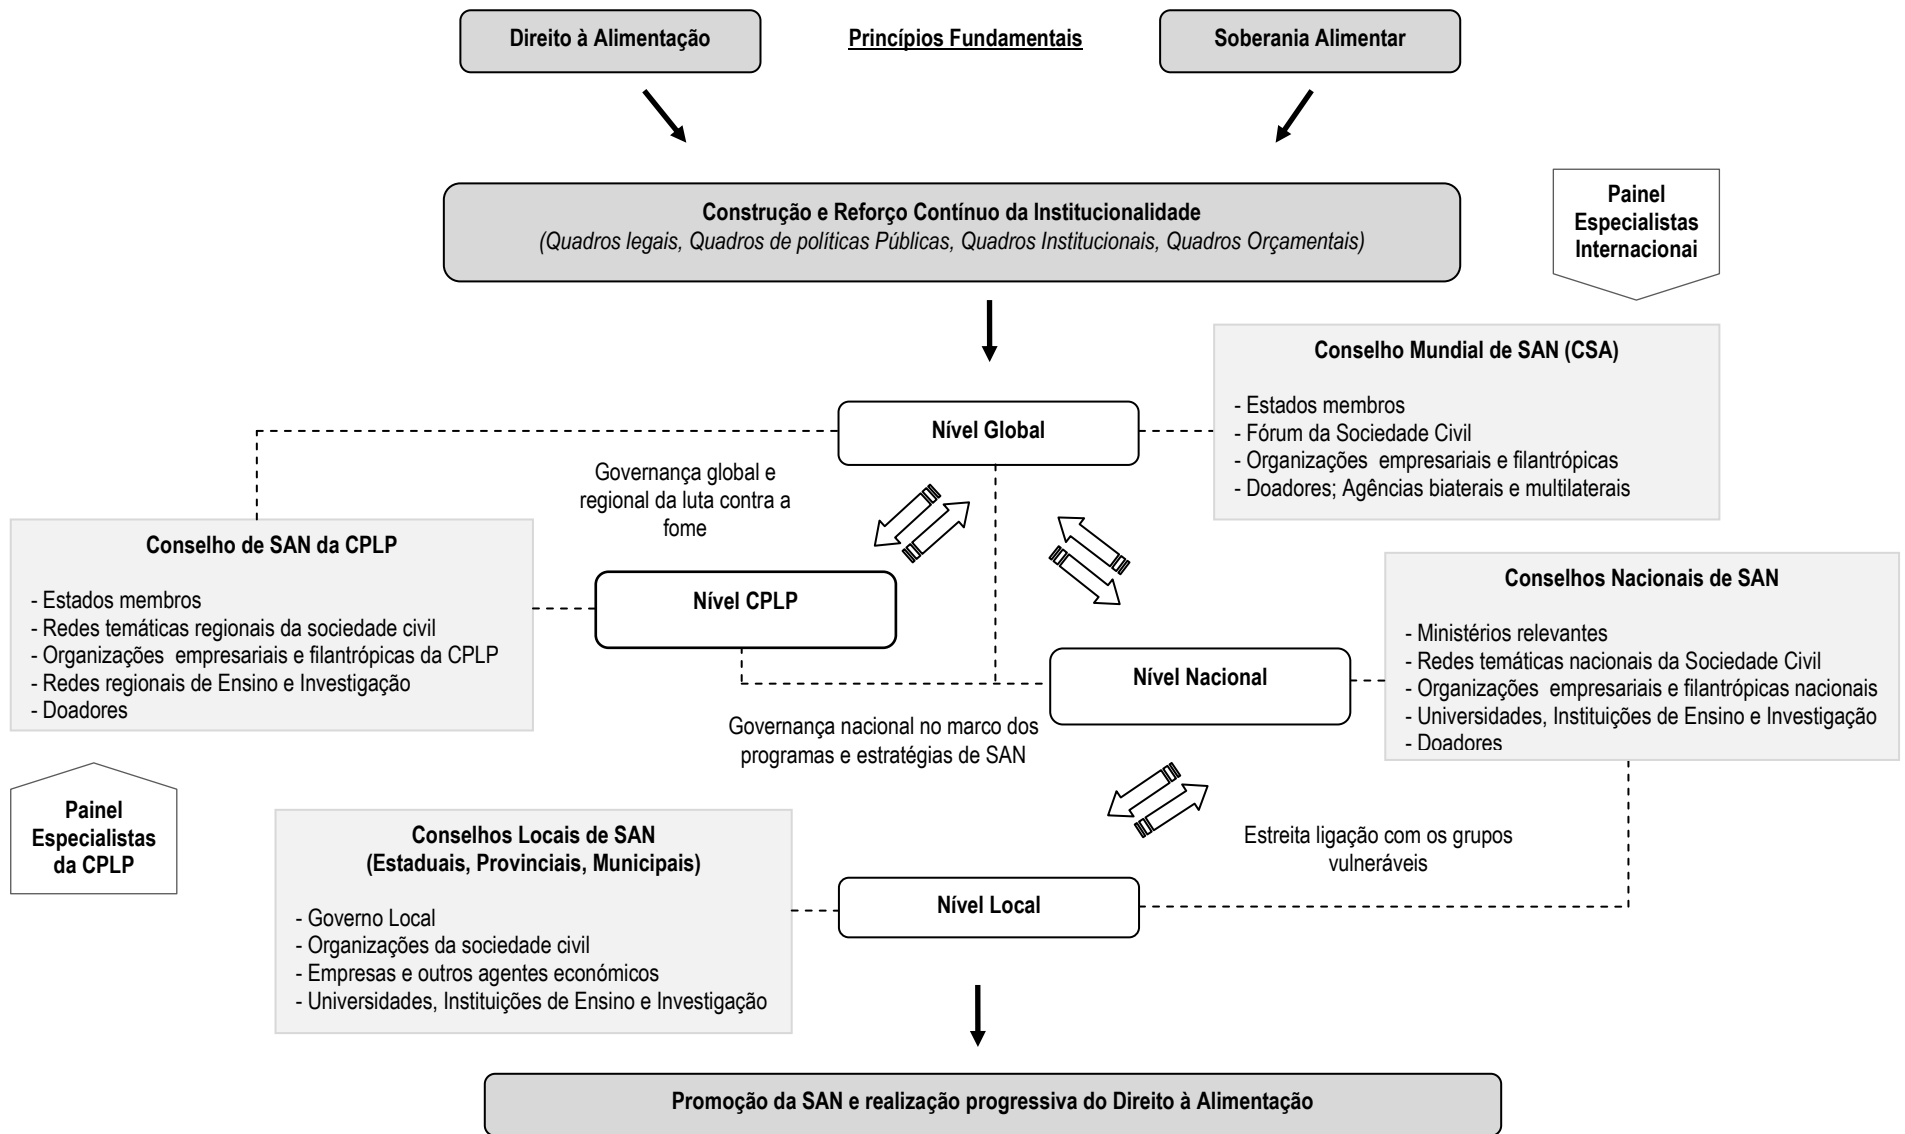 Direito à Alimentação
Princípios Fundamentais
Soberania Alimentar
Construção e Reforço Contínuo da Institucionalidade
(Quadros legais, Quadros de políticas Públicas, Quadros Institucionais, Quadros Orçamentais)
Painel
Especialistas
Internacionai
Conselho Mundial de SAN (CSA)
- Estados membros
- Fórum da Sociedade Civil
- Organizações empresariais e filantrópicas
- Doadores; Agências biaterais e multilaterais
Nível Global
Governança global e
regional da luta contra a
fome
Conselho de SAN da CPLP
- Estados membros
- Redes temáticas regionais da sociedade civil
- Organizações empresariais e filantrópicas da CPLP
- Redes regionais de Ensino e Investigação
- Doadores
Nível CPLP
Conselhos Nacionais de SAN
- Ministérios relevantes
- Redes temáticas nacionais da Sociedade Civil
- Organizações empresariais e filantrópicas nacionais
- Universidades, Instituições de Ensino e Investigação
- Doadores
Nível Nacional
Governança nacional no marco dos
programas e estratégias de SAN
Painel
Especialistas
da CPLP
Conselhos Locais de SAN
(Estaduais, Provinciais, Municipais)
- Governo Local
- Organizações da sociedade civil
- Empresas e outros agentes económicos
- Universidades, Instituições de Ensino e Investigação
Estreita ligação com os grupos
vulneráveis
Nível Local
Promoção da SAN e realização progressiva do Direito à Alimentação